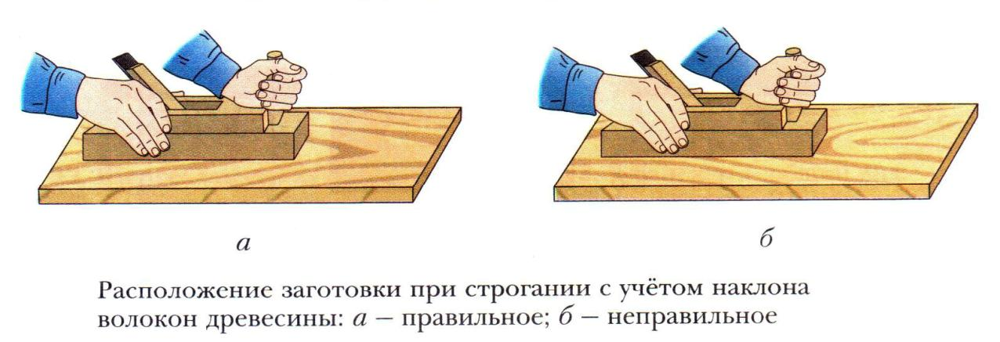 а
б
Расположение заготовки при строгании с учётом наклона
волокон древесины: а — правильное; б — неправильное